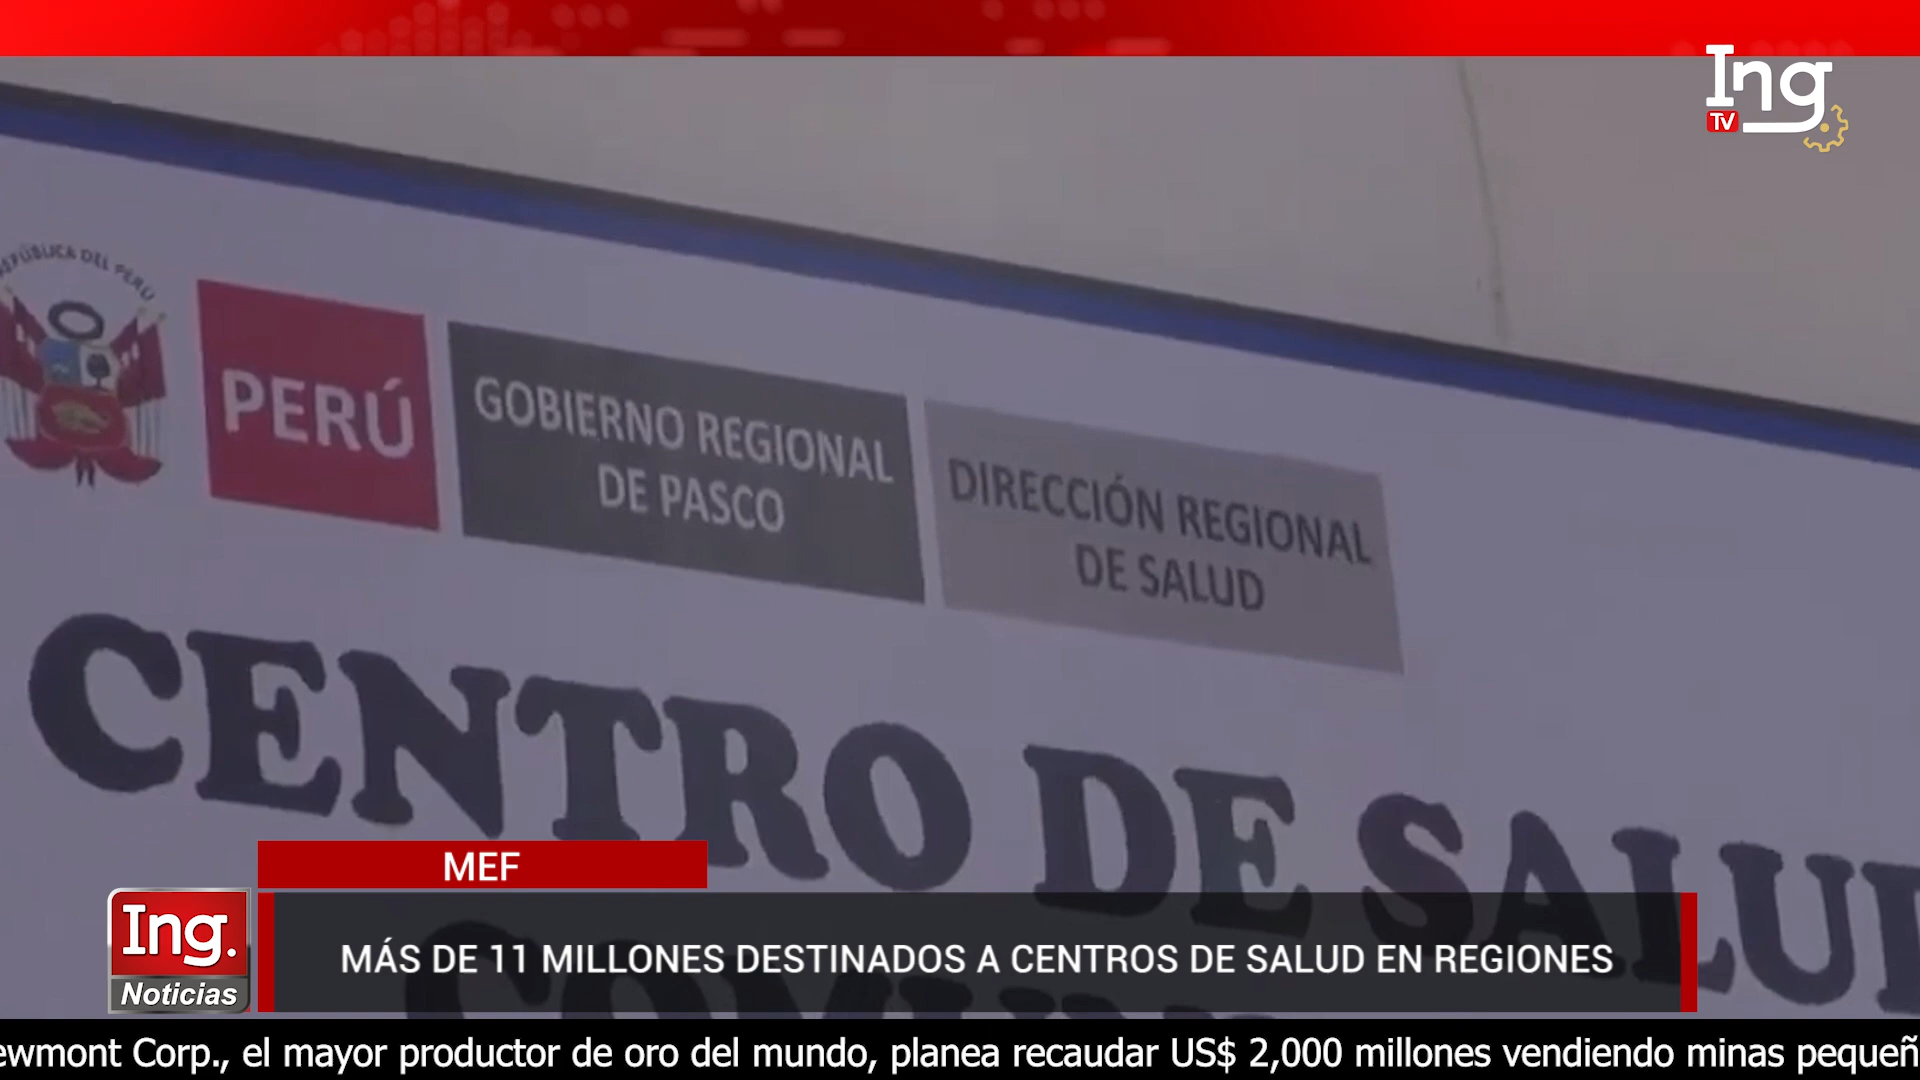 Ing
TV
REPÚBLICA DEL PERÚ
PERÚ
GOBIERNO REGIONAL
DE PASCO
DIRECCIÓN REGIONAL
DE SALUD
CENTRO DE SALUD
MEF
Ing.
Noticias
MÁS DE 11 MILLONES DESTINADOS A CENTROS DE SALUD EN REGIONES
ewmont Corp., el mayor productor de oro del mundo, planea recaudar US$ 2,000 millones vendiendo minas pequeñ